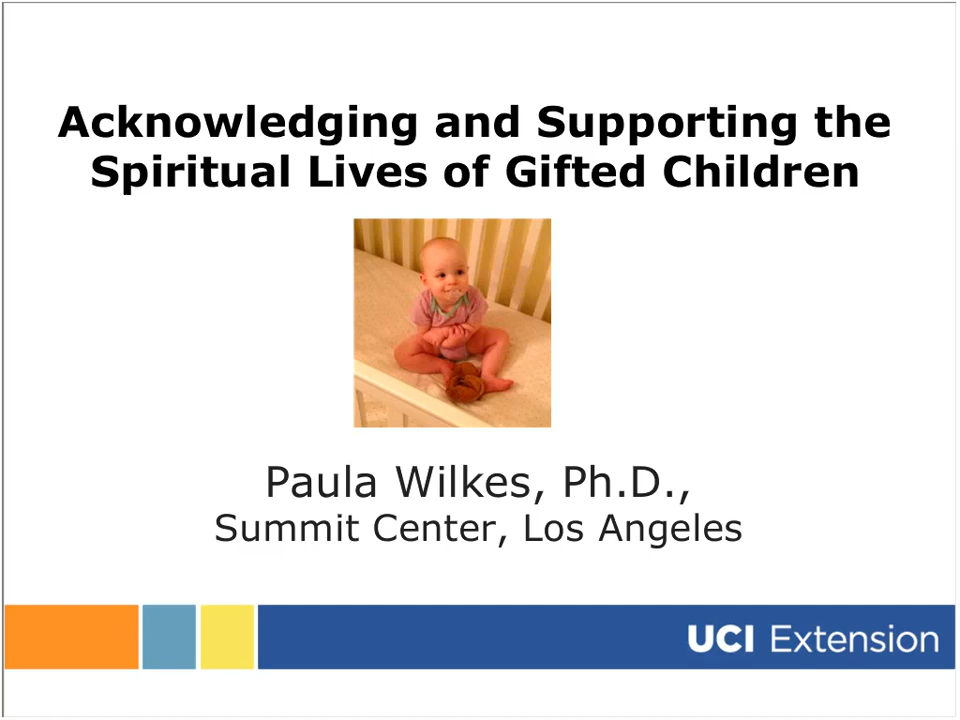 Acknowledging and Supporting the
Spiritual Lives of Gifted Children
Paula Wilkes, Ph.D.,
Summit Center, Los Angeles
UCI Extension